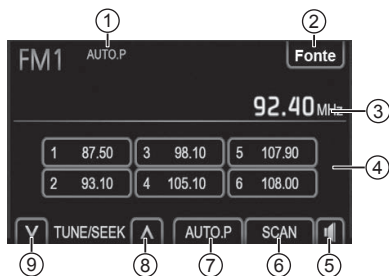 ① ②
FM1 AUTO.P Fonte
92.40 MHz ③
1 87.50 3 98.10 5 107.90
④
2 93.10 4 105.10 6 108.00
∨ TUNE/SEEK ∧ AUTO.P SCAN
⑨ ⑧ ⑦ ⑥ ⑤